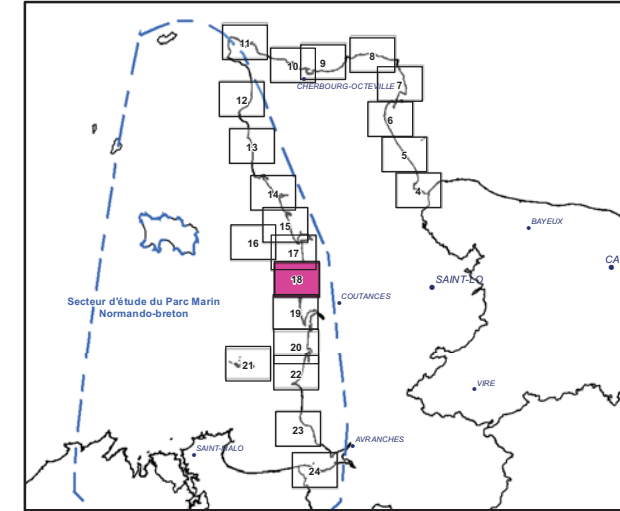 11
10
9
8
7
CHERBOURG-OCTEVILLE
12
6
13
5
14
4
15
BAYEUX
16
17
CA
18
SAINT-LO
Secteur d'étude du Parc Marin
Normando-breton
COUTANCES
19
20
21
22
VIRE
23
AVRANCHES
SAINT-MALO
24